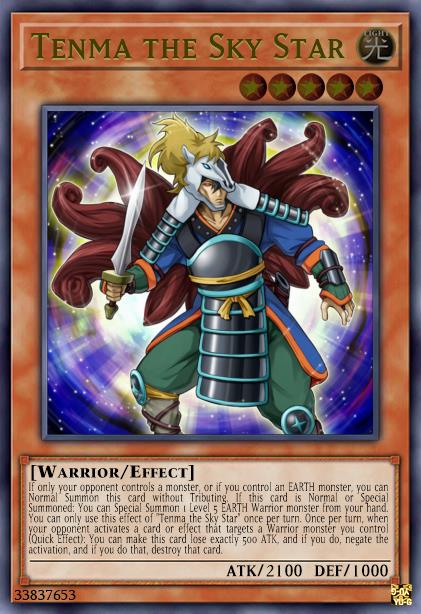 TENMA THE SKY STAR
LIGHT
光
[WARRIOR/EFFECT]
If only your opponent controls a monster, or if you control an EARTH monster, you can
Normal Summon this card without Tributing. If this card is Normal or Special
Summoned: You can Special Summon 1 Level 5 EARTH Warrior monster from your hand.
You can only use this effect of "Tenma the Sky Star" once per turn. Once per turn, when
your opponent activates a card or effect that targets a Warrior monster you control
(Quick Effect): You can make this card lose exactly 500 ATK, and if you do, negate the
activation, and if you do that, destroy that card.
ATK/2100 DEF/1000
33837653